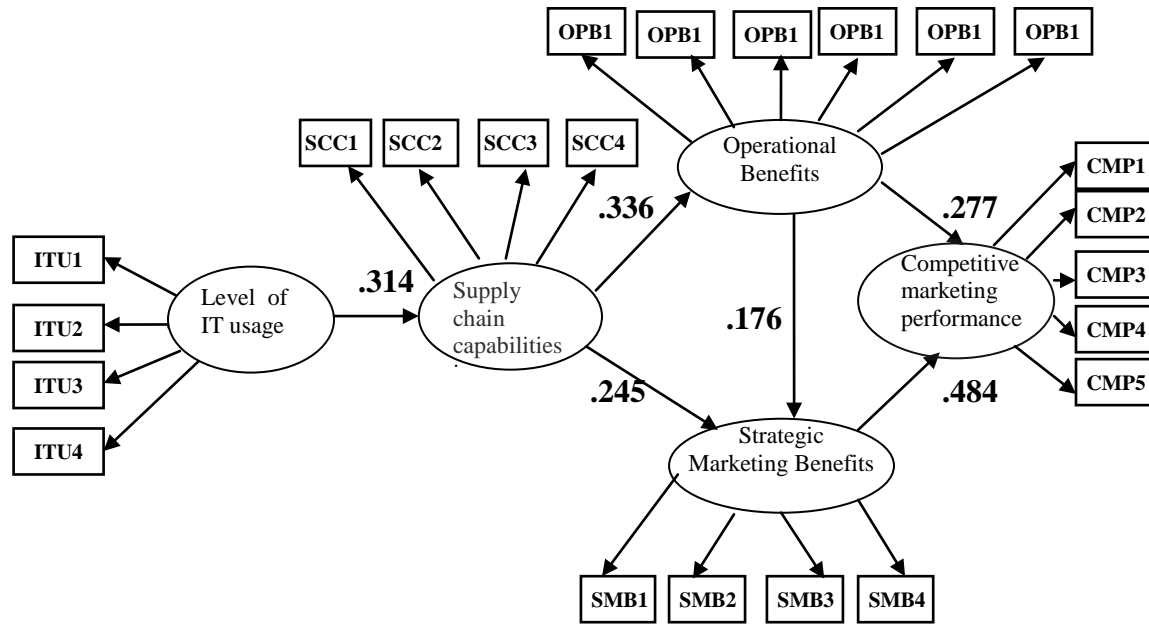 OPB1
OPB1
OPB1
OPB1
OPB1
OPB1
SCC1
SCC2
SCC3
SCC4
Operational
Benefits
CMP1
CMP2
CMP3
CMP4
CMP5
.336
.277
ITU1
ITU2
ITU3
ITU4
Level of
IT usage
.314
Supply
chain
capabilities
.
.176
Competitive
marketing
performance
.245
.484
Strategic
Marketing Benefits
SMB1
SMB2
SMB3
SMB4